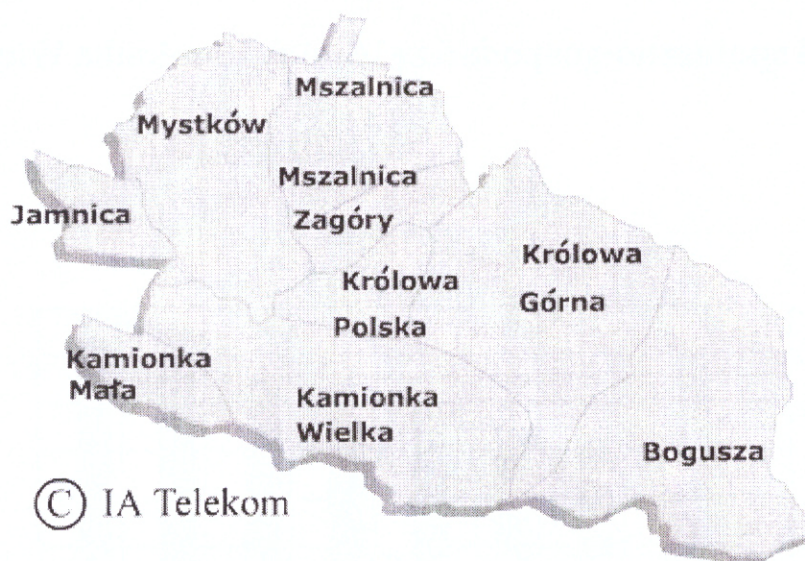 Mszalnica
Mystków
Mszalnica
Zagóry
Jamnica
Królowa
Górna
Królowa
Polska
Kamionka
Mała
Kamionka
Wielka
Bogusza
© IA Telekom